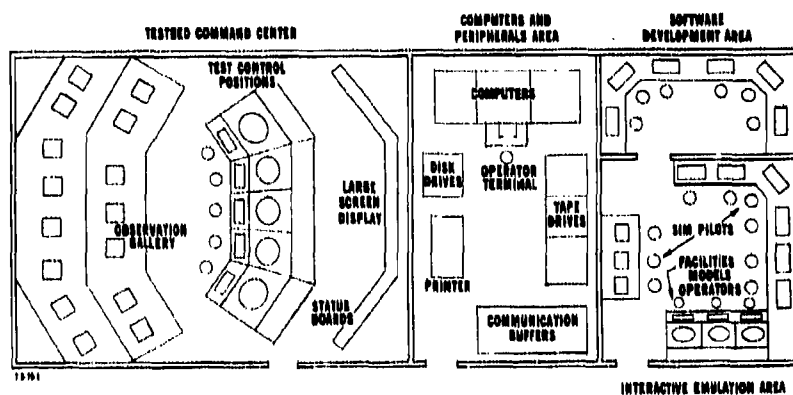 TESTBED COMMAND CENTER
COMPUTERS AND
PERIPHERALS AREA
SOFTWARE
DEVELOPMENT AREA
TEST CONTROL
POSITIONS
OBSERVATION
GALLERY
LARGE
SCREEN
DISPLAY
STATUS
BOARDS
COMPUTERS
DISK
DRIVES
OPERATOR
TERMINAL
TAPE
DRIVES
PRINTER
COMMUNICATION
BUFFERS
SIM PILOTS
FACILITIES
MODELS
OPERATORS
INTERACTIVE EMULATION AREA